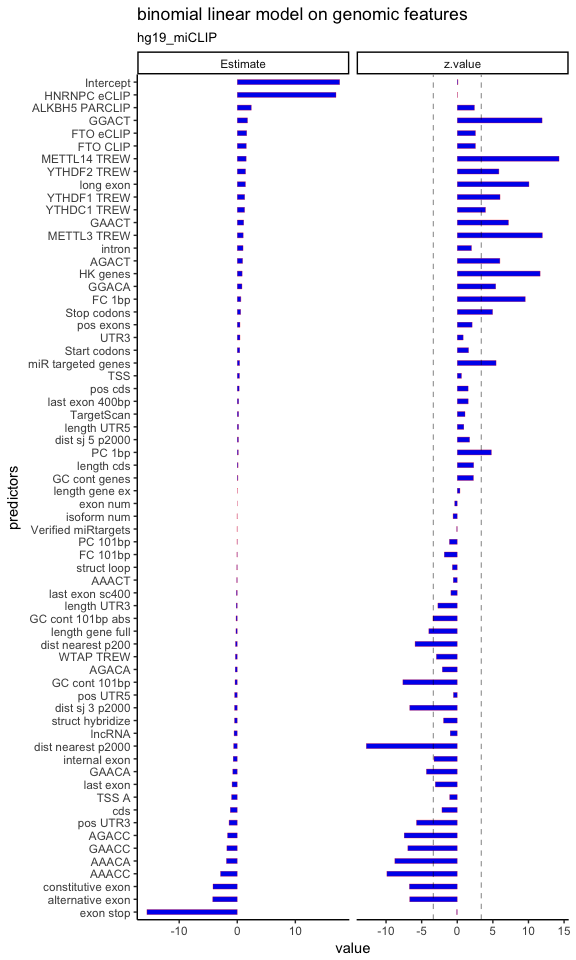 binomial linear model on genomic features
hg19_miCLIP
Estimate z.value
Intercept
HNRNPC eCLIP
ALKBH5 PARCLIP
GGACT
FTO eCLIP
FTO CLIP
METTL14 TREW
YTHDF2 TREW
long exon
YTHDF1 TREW
YTHDC1 TREW
GAACT
METTL3 TREW
intron
AGACT
HK genes
GGACA
FC 1bp
Stop codons
pos exons
UTR3
Start codons
miR targeted genes
TSS
pos cds
last exon 400bp
TargetScan
length UTR5
dist sj 5 p2000
PC 1bp
length cds
GC cont genes
length gene ex
exon num
isoform num
Verified miRtargets
PC 101bp
FC 101bp
struct loop
AAACT
last exon sc400
length UTR3
GC cont 101bp abs
length gene full
dist nearest p200
WTAP TREW
AGACA
GC cont 101bp
pos UTR5
dist sj 3 p2000
struct hybridize
lncRNA
dist nearest p2000
internal exon
GAACA
last exon
TSS A
cds
pos UTR3
AGACC
GAACC
AAACA
AAACC
constitutive exon
alternative exon
exon stop
predictors
-10 0 10 -10 -5 0 5 10 15
value